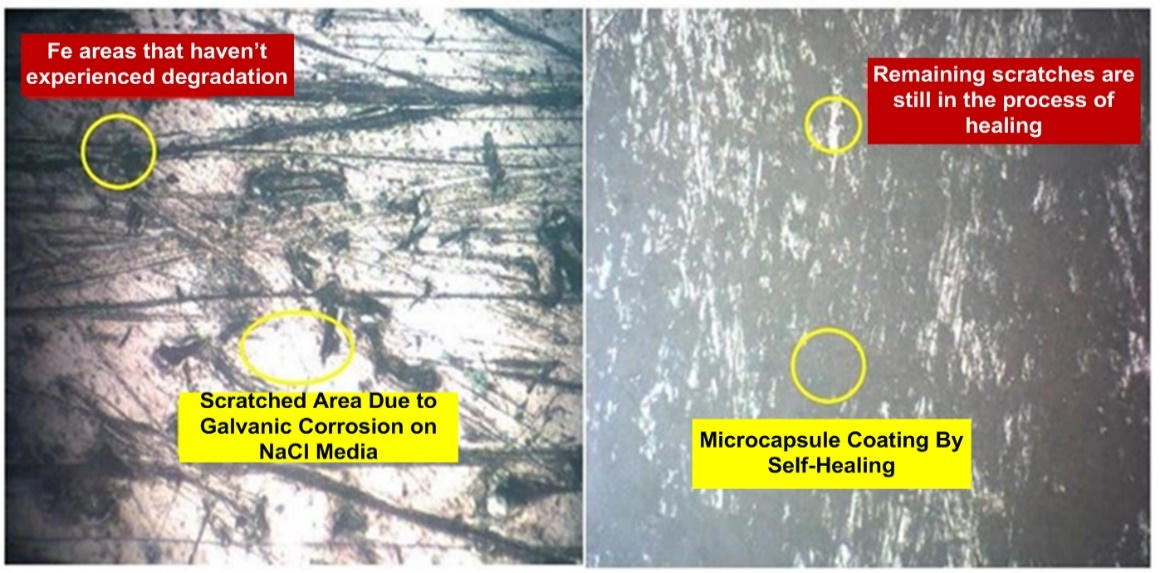 Fe areas that haven't
experienced degradation
Scratched Area Due to
Galvanic Corrosion on
NaCl Media
Remaining scratches are
still in the process of
healing
Microcapsule Coating By
Self-Healing